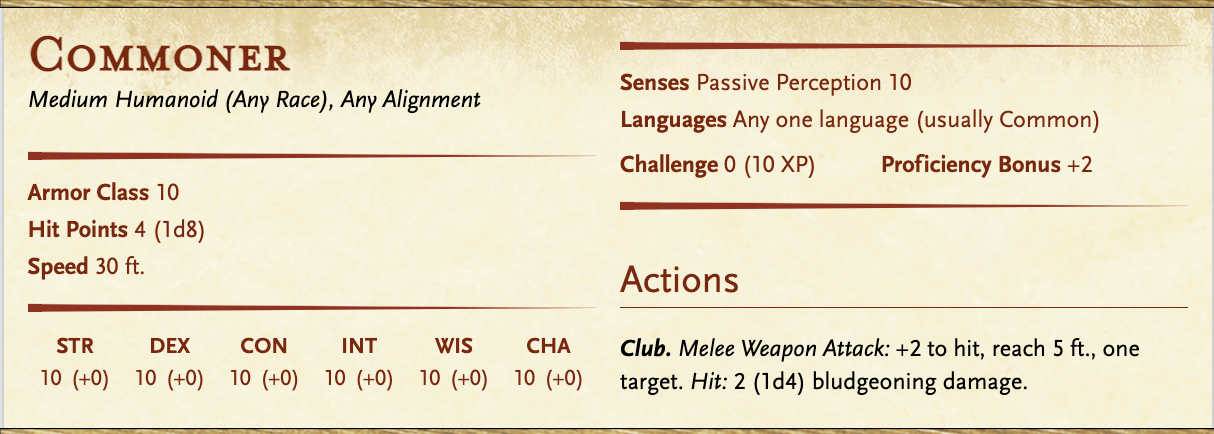 Commoner
Medium Humanoid (Any Race), Any Alignment
Armor Class 10
Hit Points 4 (1d8)
Speed 30 ft.
STR DEX CON INT WIS CHA
10 (+0) 10 (+0) 10 (+0) 10 (+0) 10 (+0) 10 (+0)
Senses Passive Perception 10
Languages Any one language (usually Common)
Challenge 0 (10 XP) Proficiency Bonus +2
Actions
Club. Melee Weapon Attack: +2 to hit, reach 5 ft., one
target. Hit: 2 (1d4) bludgeoning damage.